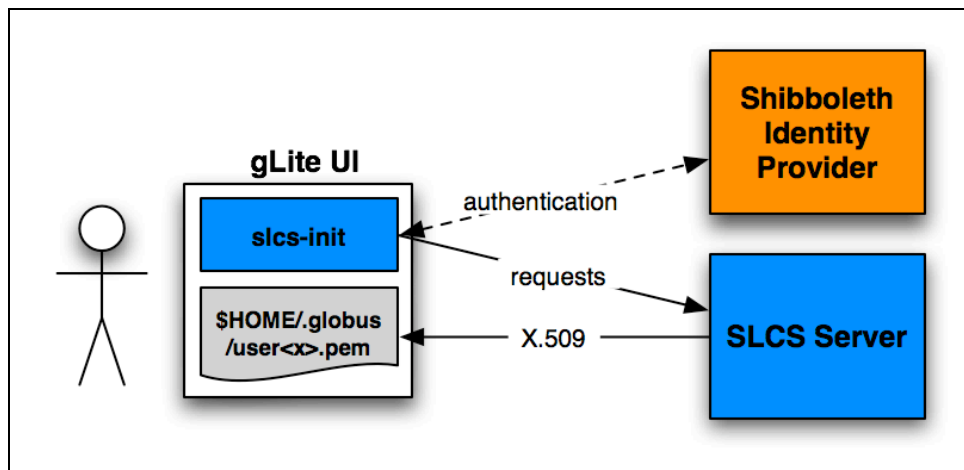 gLite UI
slcs-init
$HOME/.globus
/user<x>.pem
authentication
requests
X.509
Shibboleth
Identity
Provider
SLCS Server